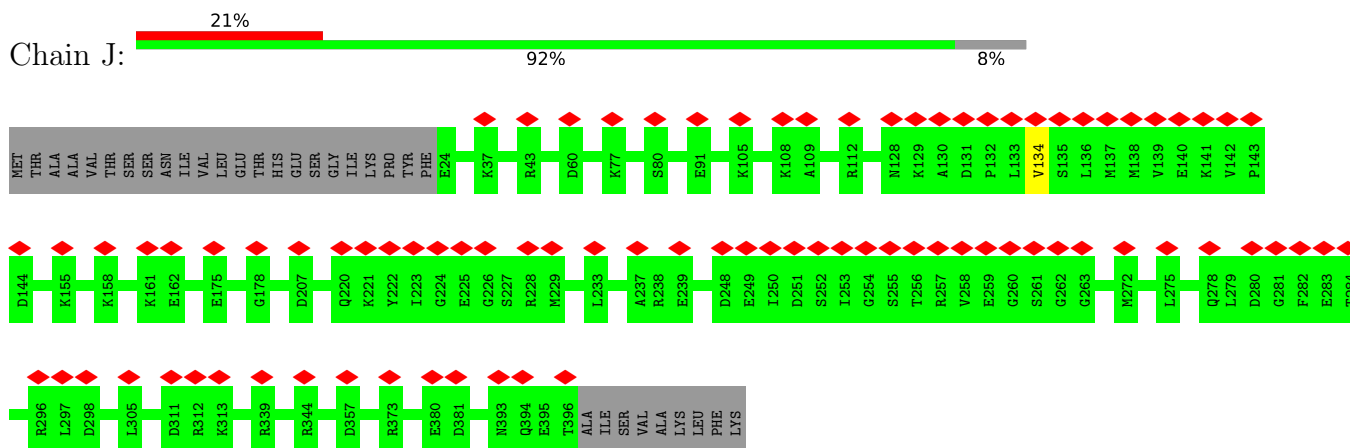 21%
Chain J:
92% 8%
MET THR ALA ALA VAL THR SER SER ASN ILE VAL LEU GLU THR HIS GLU SER GLY ILE LYS PRO TYR PHE E24 K37 R43 D60 K77 S80 E91 K105 K108 A109 R112 N128 K129 A130 D131 P132 L133 V134 S135 L136 M137 M138 V139 E140 K141 V142 P143
D144 K155 K158 K161 E162 E175 G178 D207 Q220 K221 Y222 I223 G224 E225 G226 S227 R228 M229 L233 A237 R238 E239 D248 E249 I250 D251 S252 I253 G254 S255 T256 R257 V258 E259 G260 S261 G262 G263 M272 L275 Q278 L279 D280 G281 F282 E283 T284
R296 L297 D298 L305 D311 R312 K313 R339 R344 D357 R373 E380 D381 N393 Q394 E395 T396 ALA ILE SER VAL ALA LYS LEU PHE LYS